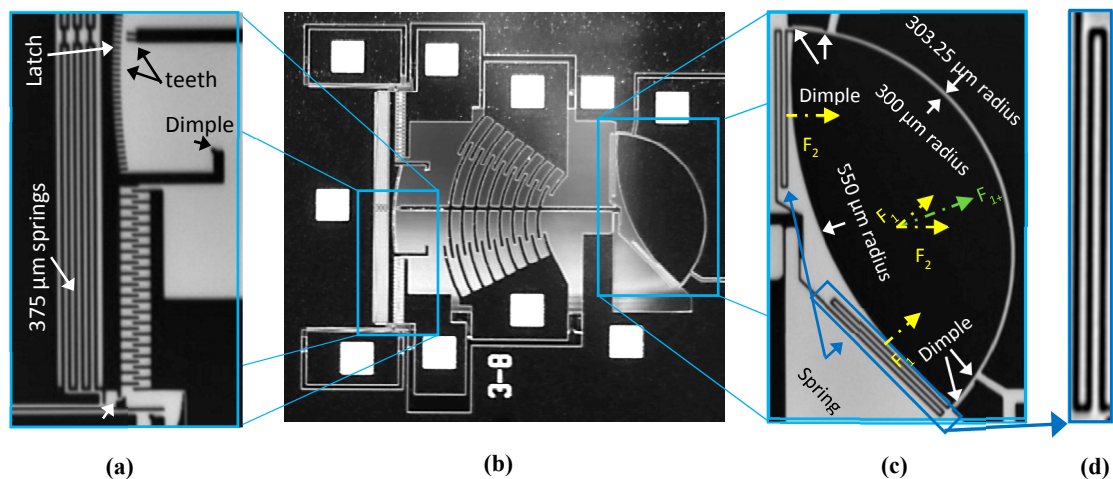 Latch
teeth
Dimple
375 µm springs
3-8
303.25 µm radius
300 µm radius
Dimple
F2
550 µm radius
F1
F1+
F2
F1
Dimple
Spring
(a)
(b)
(c)
(d)